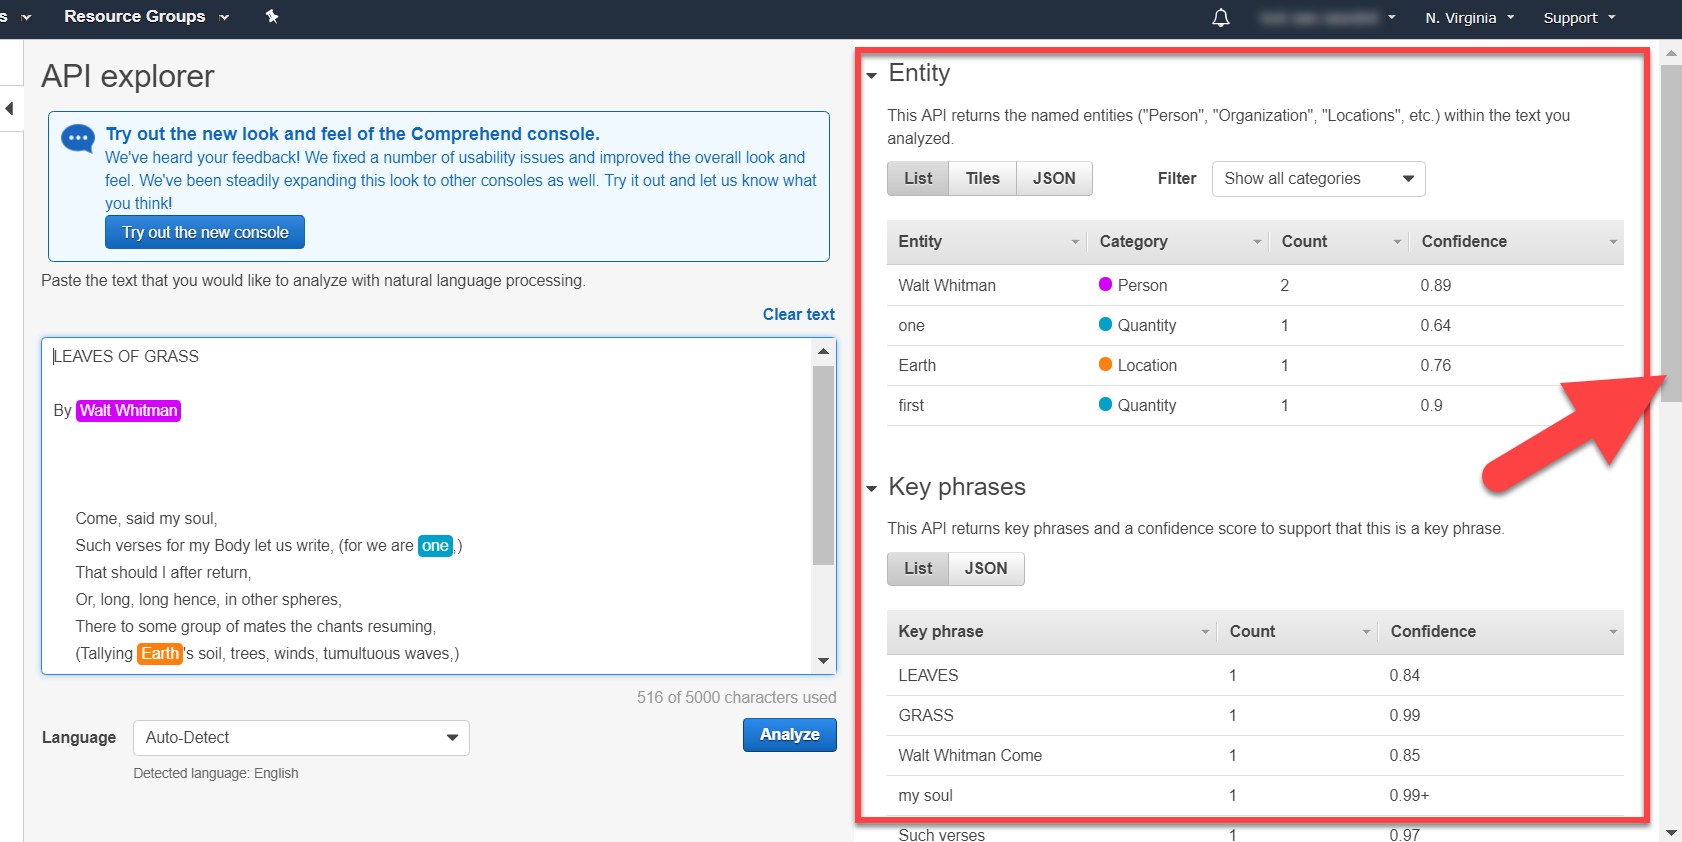 s Resource Groups N. Virginia Support
API explorer
Try out the new look and feel of the Comprehend console.
We've heard your feedback! We fixed a number of usability issues and improved the overall look and
feel. We've been steadily expanding this look to other consoles as well. Try it out and let us know what
you think!
Try out the new console
Paste the text that you would like to analyze with natural language processing.
Clear text
LEAVES OF GRASS
By Walt Whitman
Come, said my soul,
Such verses for my Body let us write, (for we are one,)
That should I after return,
Or, long, long hence, in other spheres,
There to some group of mates the chants resuming,
(Tallying Earth's soil, trees, winds, tumultuous waves,)
516 of 5000 characters used
Language Auto-Detect Analyze
Detected language: English
Entity
This API returns the named entities ("Person", "Organization", "Locations", etc.) within the text you
analyzed.
List Tiles JSON Filter Show all categories
Entity Category Count Confidence
Walt Whitman Person 2 0.89
one Quantity 1 0.64
Earth Location 1 0.76
first Quantity 1 0.9
Key phrases
This API returns key phrases and a confidence score to support that this is a key phrase.
List JSON
Key phrase Count Confidence
LEAVES 1 0.84
GRASS 1 0.99
Walt Whitman Come 1 0.85
my soul 1 0.99+
Such verses 1 0.97